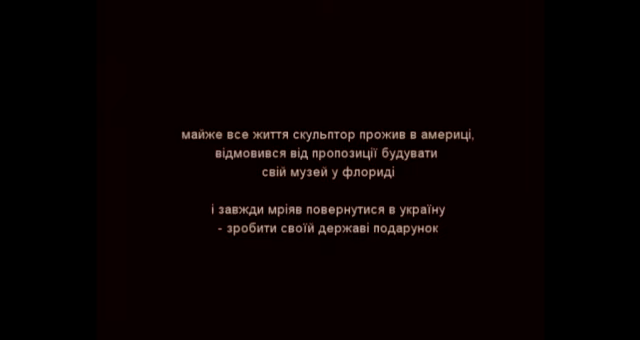 майже все життя скульптор прожив в америці,
відмовився від пропозиції будувати
свій музей у флориді
і завжди мріяв повернутися в україну
- зробити своїй державі подарунок